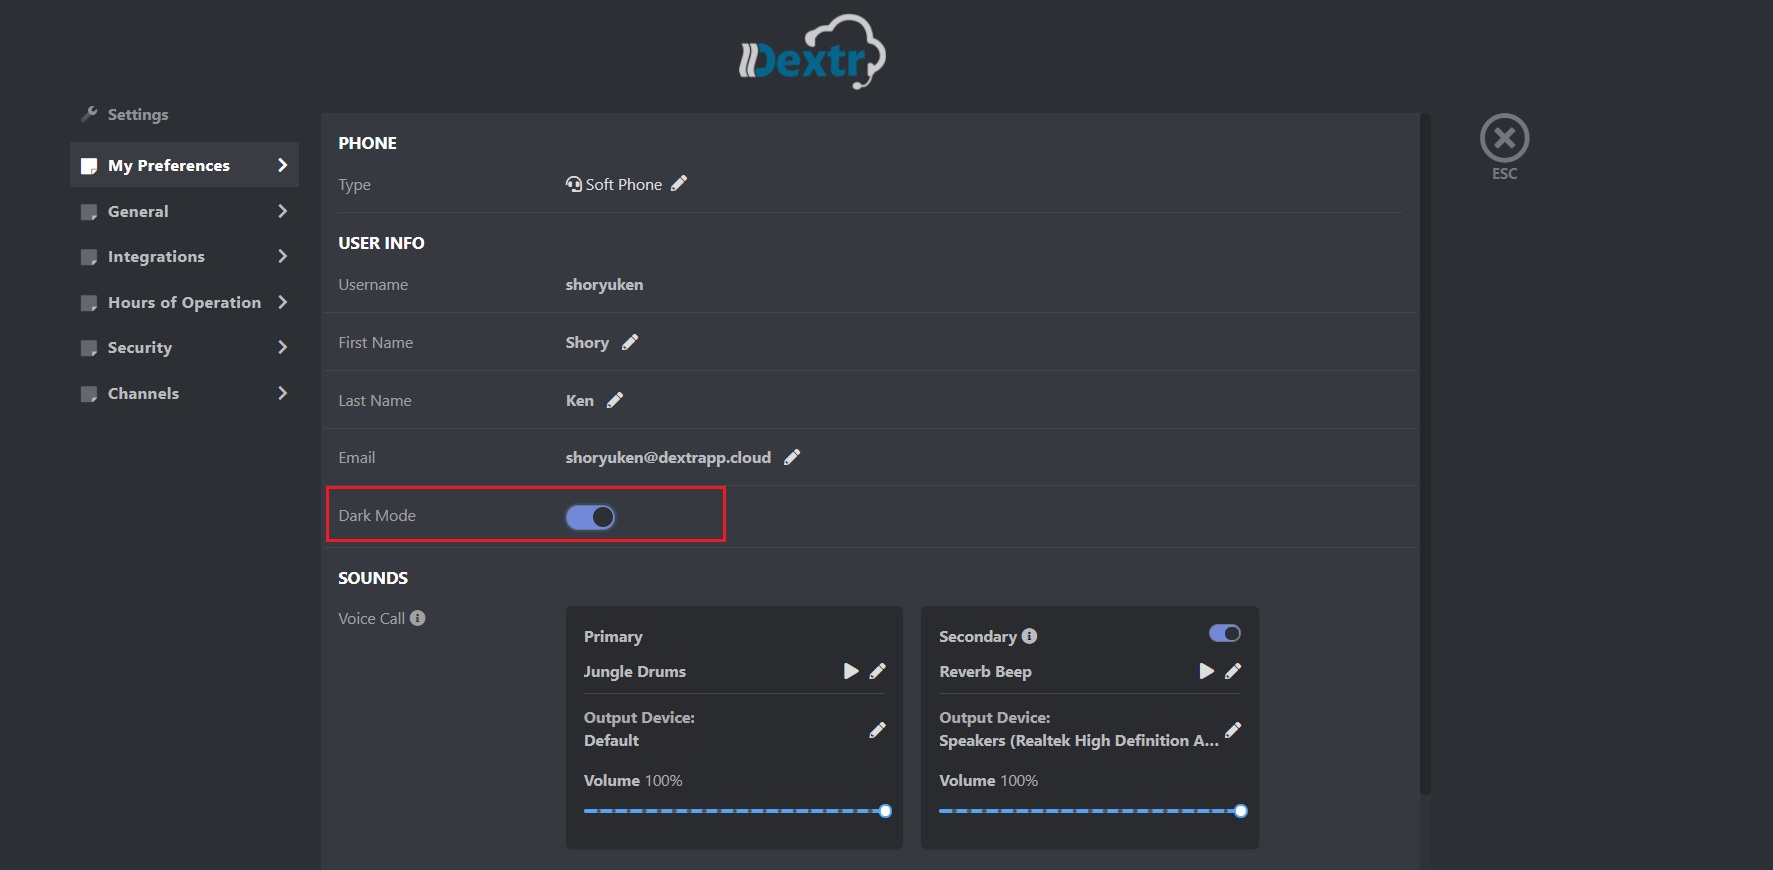 Dextr
Settings
My Preferences
General
Integrations
Hours of Operation
Security
Channels
ESC
PHONE
Type Soft Phone
USER INFO
Username shoryuken
First Name Shory
Last Name Ken
Email shoryuken@dextrapp.cloud
Dark Mode
SOUNDS
Voice Call
Primary
Jungle Drums
Output Device:
Default
Volume 100%
Secondary
Reverb Beep
Output Device:
Speakers (Realtek High Definition A...
Volume 100%